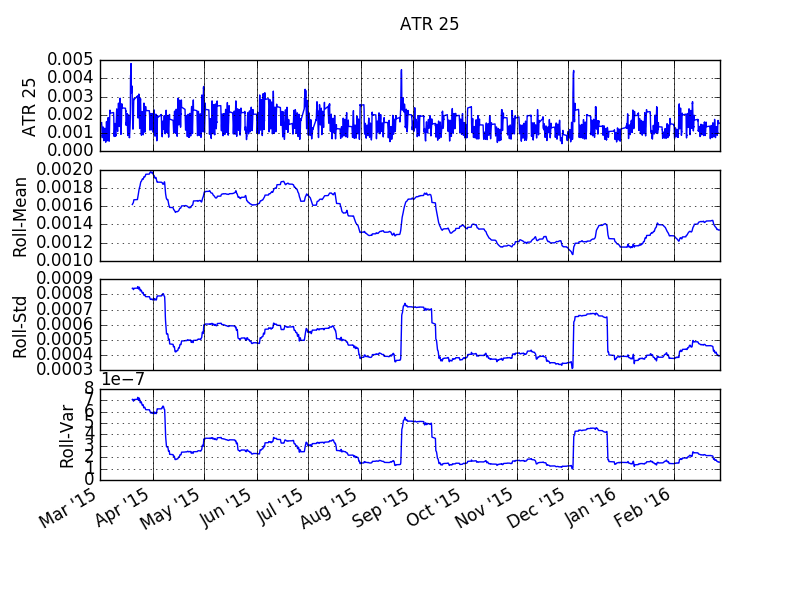 ATR 25
0.005
0.004
0.003
0.002
0.001
0.000
ATR 25
0.0020
0.0018
0.0016
0.0014
0.0012
0.0010
Roll-Mean
0.0009
0.0008
0.0007
0.0006
0.0005
0.0004
0.0003
Roll-Std
1e−7
8
7
6
5
4
3
2
1
0
Roll-Var
Mar '15
Apr '15
May '15
Jun '15
Jul '15
Aug '15
Sep '15
Oct '15
Nov '15
Dec '15
Jan '16
Feb '16